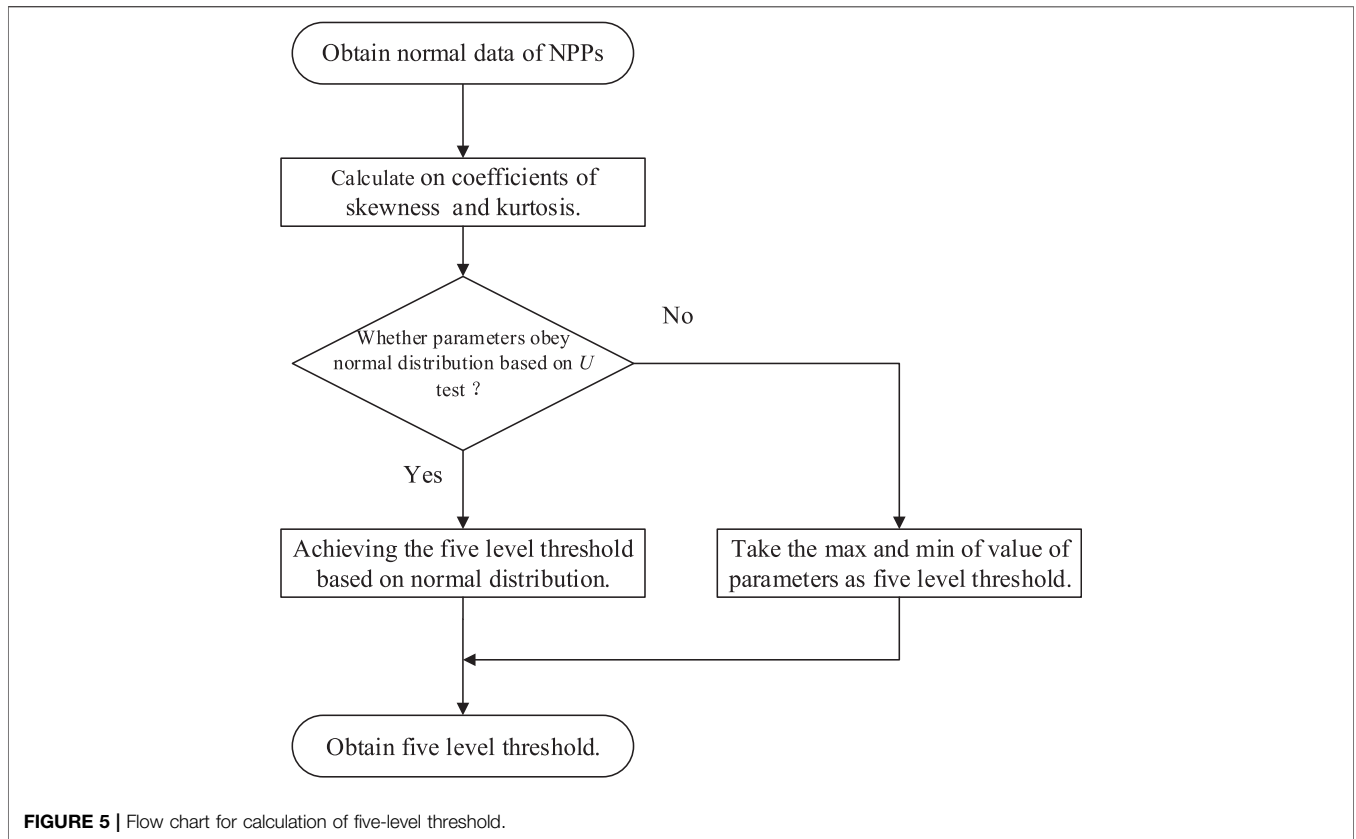 Obtain normal data of NPPs
Calculate on coefficients of
skewness and kurtosis.
Whether parameters obey
normal distribution based on U
test ?
No
Yes
Achieving the five level threshold
based on normal distribution.
Take the max and min of value of
parameters as five level threshold.
Obtain five level threshold.
FIGURE 5 | Flow chart for calculation of five-level threshold.